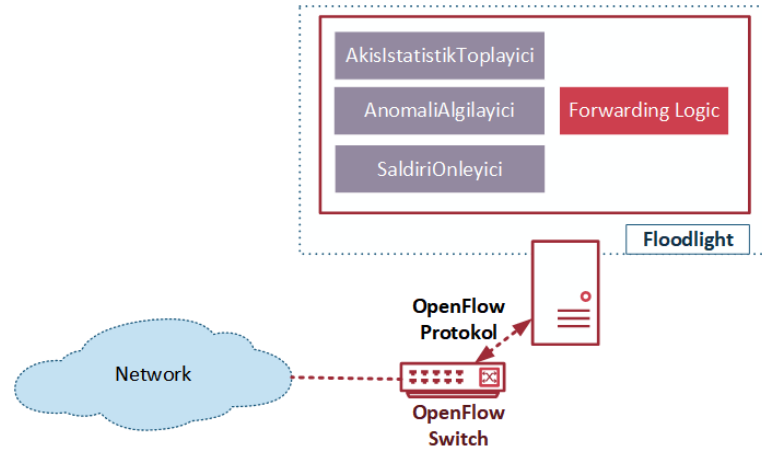 AkisIstatistikToplayici
AnomaliAlgilayici
Forwarding Logic
SaldiriOnleyici
Floodlight
OpenFlow
Protokol
Network
OpenFlow
Switch